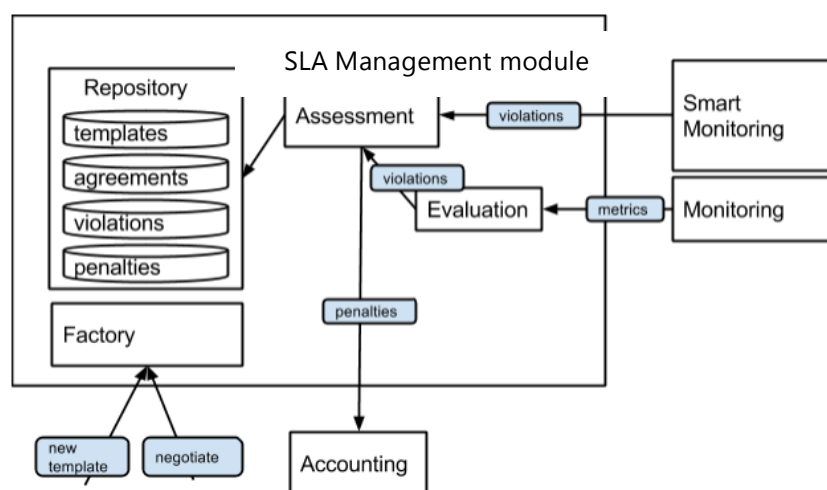 SLA Management module
Repository
templates
agreements
violations
penalties
Assessment
violations
Smart
Monitoring
violations
Evaluation
metrics
Monitoring
penalties
Factory
new
template
negotiate
Accounting